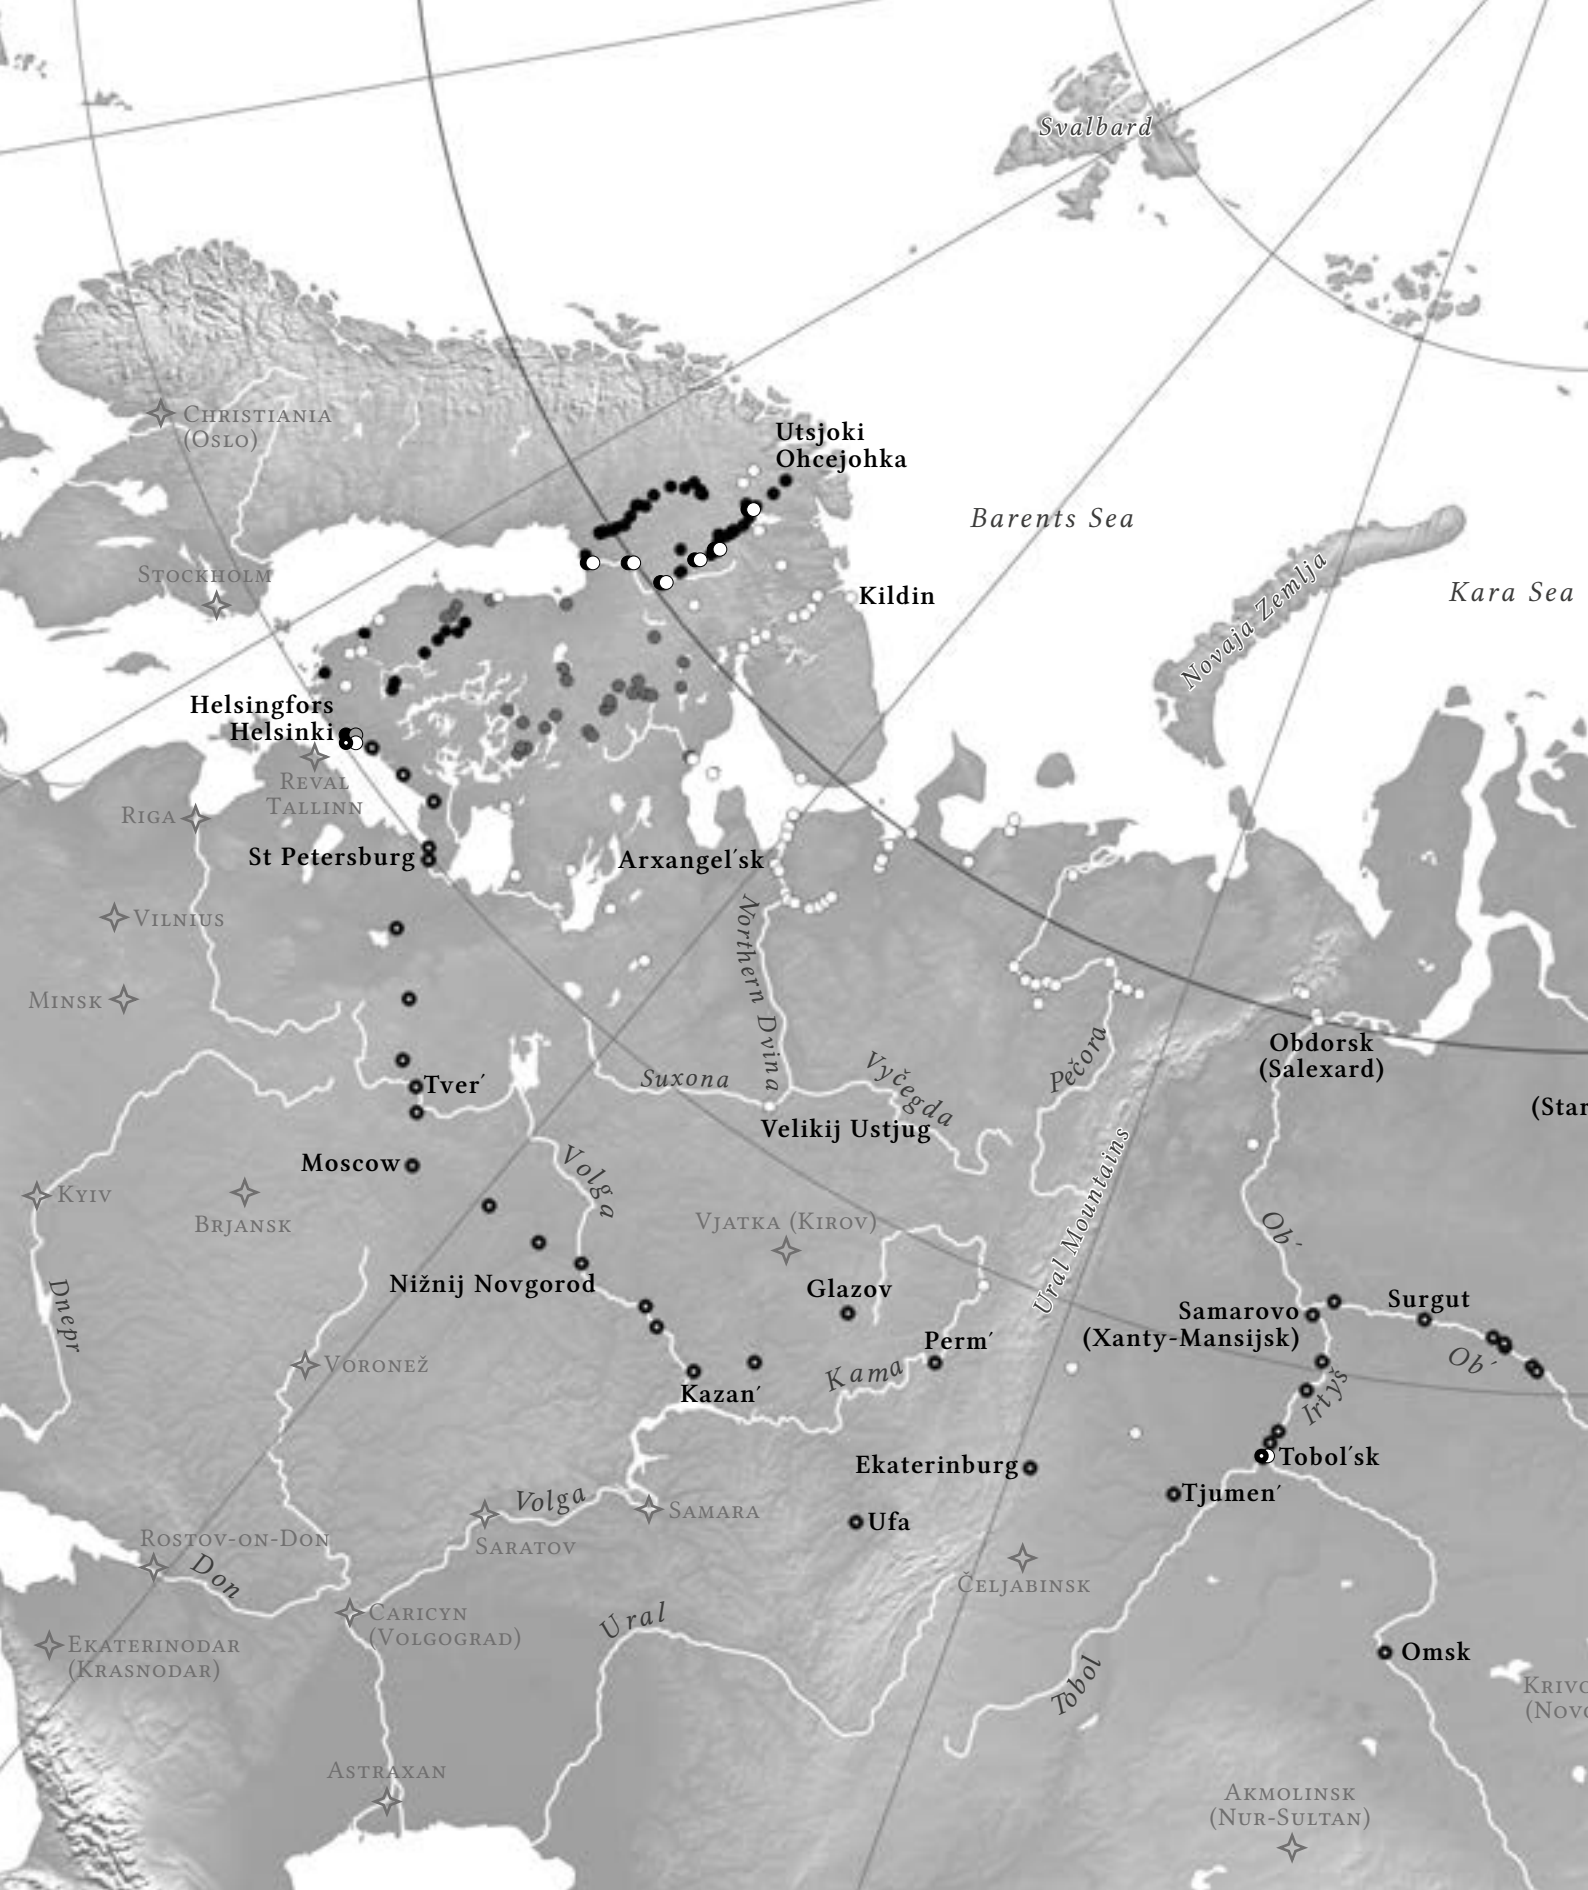 Svalbard
Christiania
(Oslo)
Utsjoki
Ohcejohka
Barents Sea
Novaja Zemlja
Kara Sea
Stockholm
Kildin
Helsingfors
Helsinki
Reval
Tallinn
Riga
St Petersburg
Arxangel′sk
Vilnius
Northern Dvina
Minsk
Obdorsk
(Salexard)
Pečora
Vyčegda
Suxona
Tver′
(Star
Velikij Ustjug
Ural Mountains
Moscow
Volga
Kyiv
Brjansk
Vjatka (Kirov)
Ob′
Dnepr
Nižnij Novgorod
Glazov
Samarovo
(Xanty-Mansijsk)
Surgut
Perm′
Voronež
Kama
Ob′
Kazan′
Irtyš
Ekaterinburg
Tobol′sk
Tjumen′
Volga
Samara
Ufa
Saratov
Rostov-on-Don
Don
Čeljabinsk
Caricyn
(Volgograd)
Ural
Ekaterinodar
(Krasnodar)
Omsk
Tobol
Krivo
(Novo
Astraxan
Akmolinsk
(Nur-Sultan)